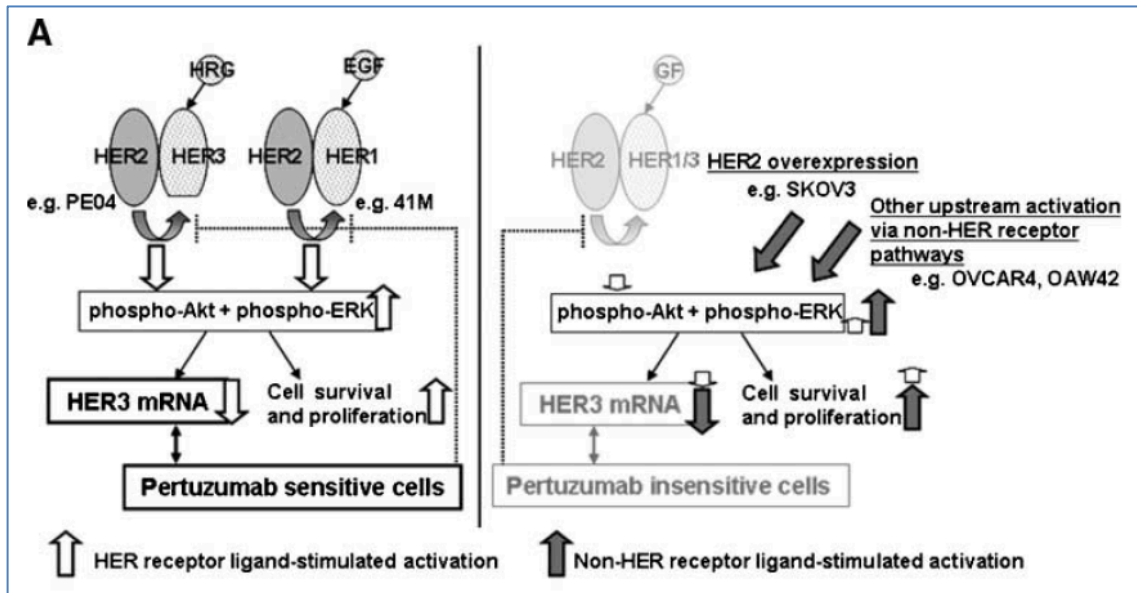 A
HRG
EGF
HER2
HER3
HER2
HER1
e.g. PE04
e.g. 41M
phospho-Akt + phospho-ERK
HER3 mRNA
Cell survival
and proliferation
Pertuzumab sensitive cells
GF
HER2
HER1/3
HER2 overexpression
e.g. SKOV3
Other upstream activation
via non-HER receptor
pathways
e.g. OVCAR4, OAW42
phospho-Akt + phospho-ERK
HER3 mRNA
Cell survival
and proliferation
Pertuzumab insensitive cells
HER receptor ligand-stimulated activation
Non-HER receptor ligand-stimulated activation